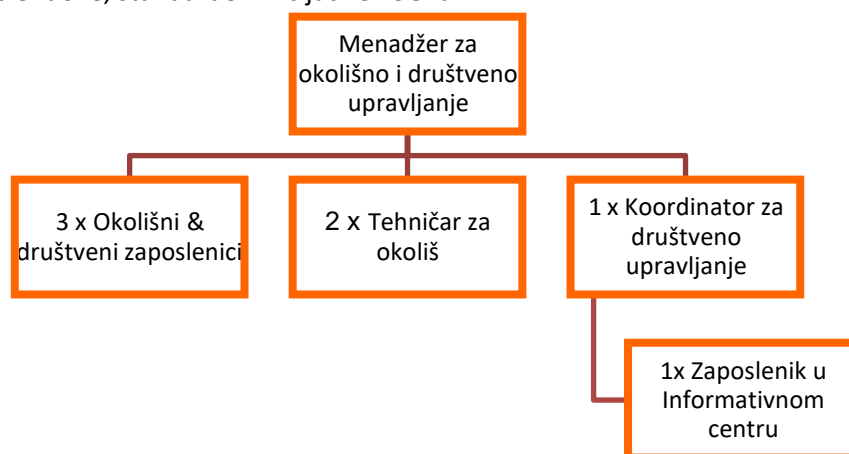 Menadžer za
okolišno i društveno
upravljanje
3 x Okolišni &
društveni zaposlenici
2 x Tehničar za
okoliš
1 x Koordinator za
društveno
upravljanje
1x Zaposlenik u
Informativnom
centru